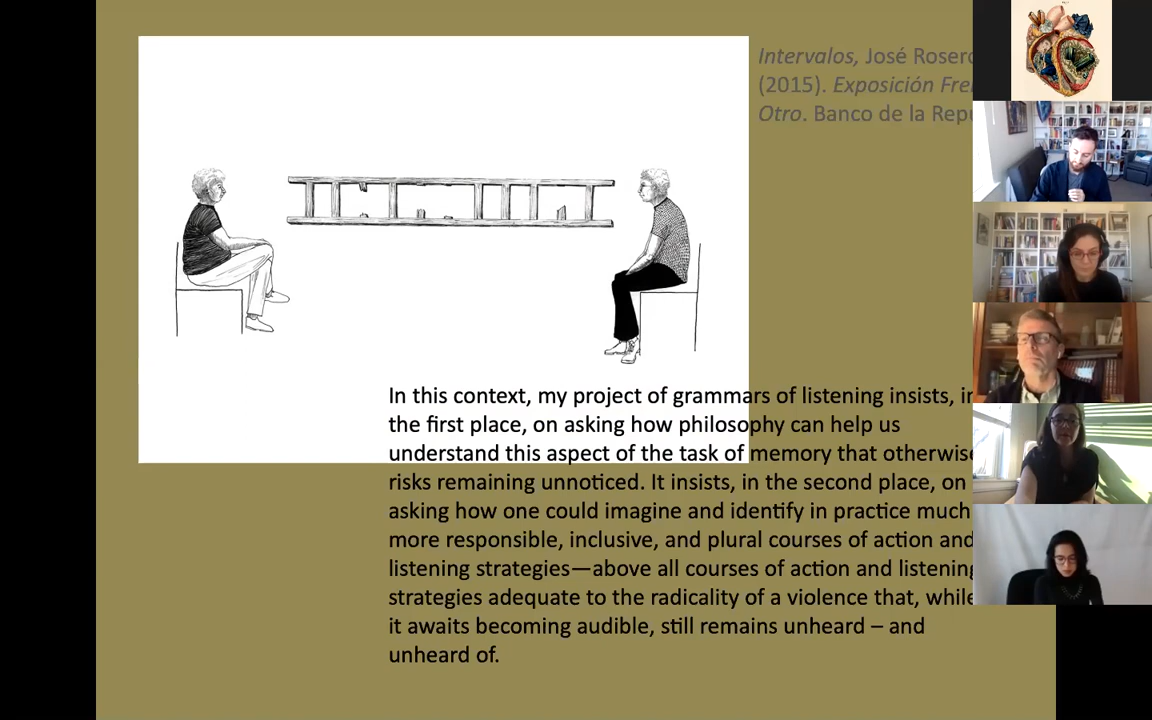 Intervalos, José Rosero
(2015). Exposición
Otro. Banco de la
In this context, my project of grammars of listening insists, in
the first place, on asking how philosophy can help us
understand this aspect of the task of memory that otherwise
risks remaining unnoticed. It insists, in the second place, on
asking how one could imagine and identify in practice much
more responsible, inclusive, and plural courses of action and
listening strategies—above all courses of action and listening
strategies adequate to the radicality of a violence that, while
it awaits becoming audible, still remains unheard – and
unheard of.